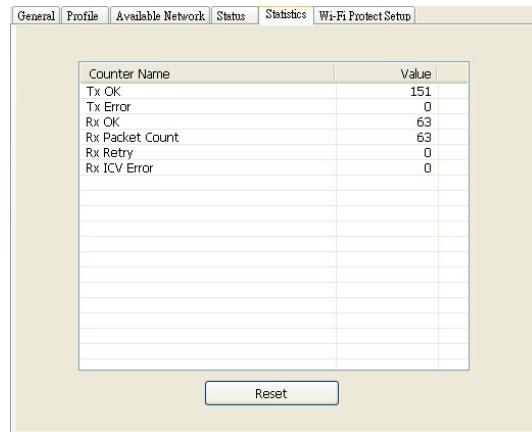 General Profile Available Network Status Statistics Wi-Fi Protect Setup
Counter Name Value
Tx OK 151
Tx Error 0
Rx OK 63
Rx Packet Count 63
Rx Retry 0
Rx ICV Error 0
Reset